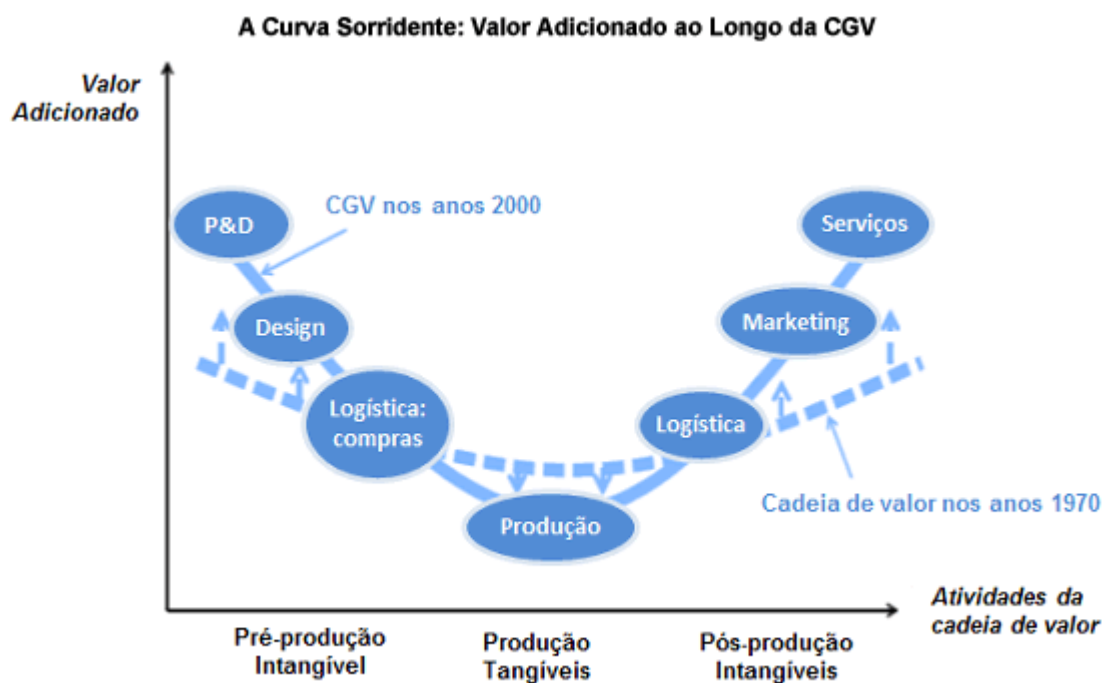 A Curva Sorridente: Valor Adicionado ao Longo da CGV
Valor
Adicionado
CGV nos anos 2000
P&D
Serviços
Design
Marketing
Logística:
compras
Logística
Produção
Cadeia de valor nos anos 1970
Atividades da
cadeia de valor
Pré-produção
Intangível
Produção
Tangíveis
Pós-produção
Intangíveis